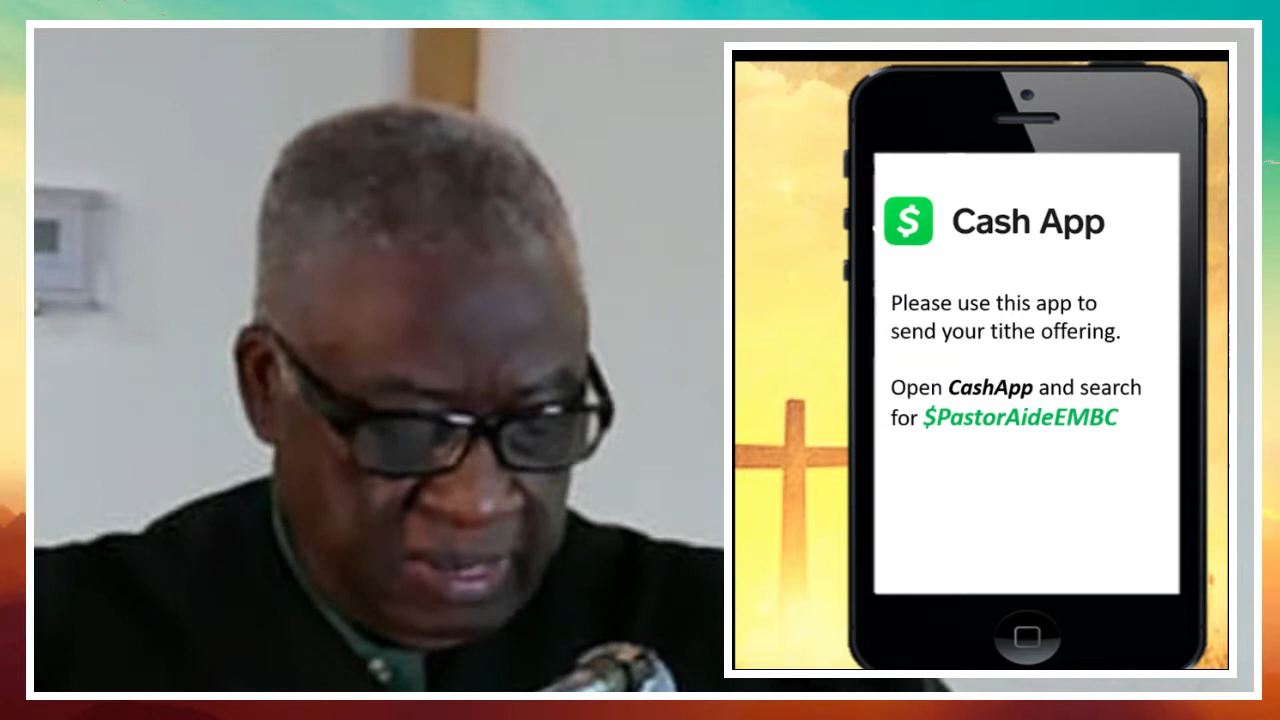 $ Cash App
Please use this app to
send your tithe offering.
Open CashApp and search
for $PastorAideEMBC